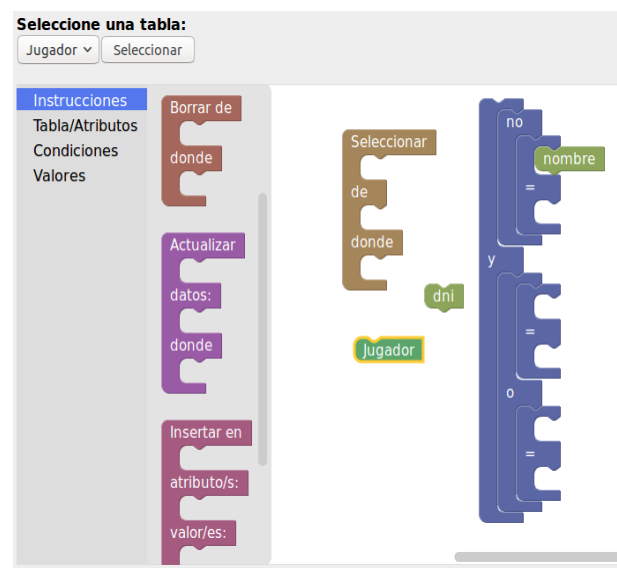 Seleccione una tabla:
Jugador Seleccionar
Instrucciones
Tabla/Atributos
Condiciones
Valores
Borrar de
donde
Actualizar
datos:
donde
Insertar en
atributo/s:
valor/es:
Seleccionar
de
donde
dni
Jugador
no
nombre
=
y
=
o
=